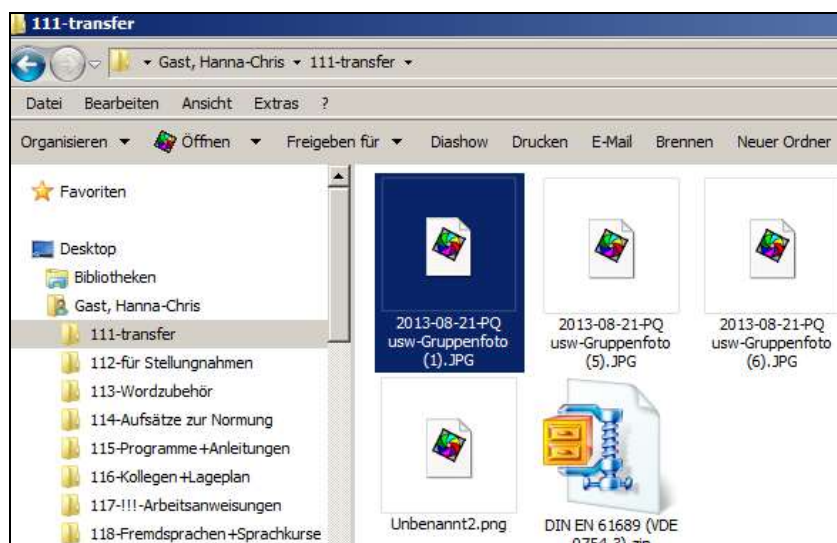 111-transfer
Gast, Hanna-Chris 111-transfer
Datei Bearbeiten Ansicht Extras ?
Organisieren Öffnen Freigeben für Diashow Drucken E-Mail Brennen Neuer Ordner
Favoriten
Desktop
Bibliotheken
Gast, Hanna-Chris
111-transfer
112-für Stellungnahmen
113-Wordzubehör
114-Aufsätze zur Normung
115-Programme+Anleitungen
116-Kollegen+Lageplan
117-!!!-Arbeitsanweisungen
118-Fremdsprachen+Sprachkurse
2013-08-21-PQ
usw-Gruppenfoto
(1).JPG
2013-08-21-PQ
usw-Gruppenfoto
(5).JPG
2013-08-21-PQ
usw-Gruppenfoto
(6).JPG
Unbenannt2.png
DIN EN 61689 (VDE
0754-3).zip